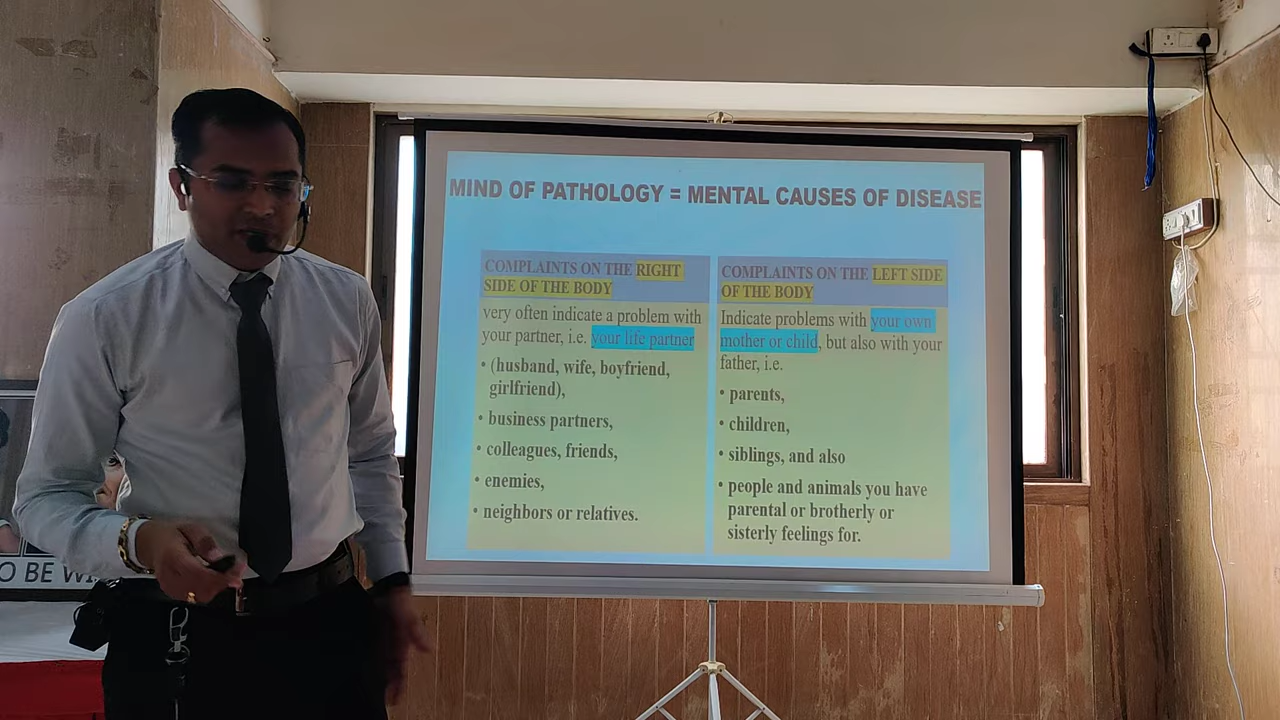 MIND OF PATHOLOGY = MENTAL CAUSES OF DISEASE
COMPLAINTS ON THE RIGHT
SIDE OF THE BODY
very often indicate a problem with
your partner, i.e. your life partner
• (husband, wife, boyfriend,
girlfriend),
• business partners,
• colleagues, friends,
• enemies,
• neighbors or relatives.
COMPLAINTS ON THE LEFT SIDE
OF THE BODY
Indicate problems with your own
mother or child, but also with your
father, i.e.
• parents,
• children,
• siblings, and also
• people and animals you have
parental or brotherly or
sisterly feelings for.
O BE